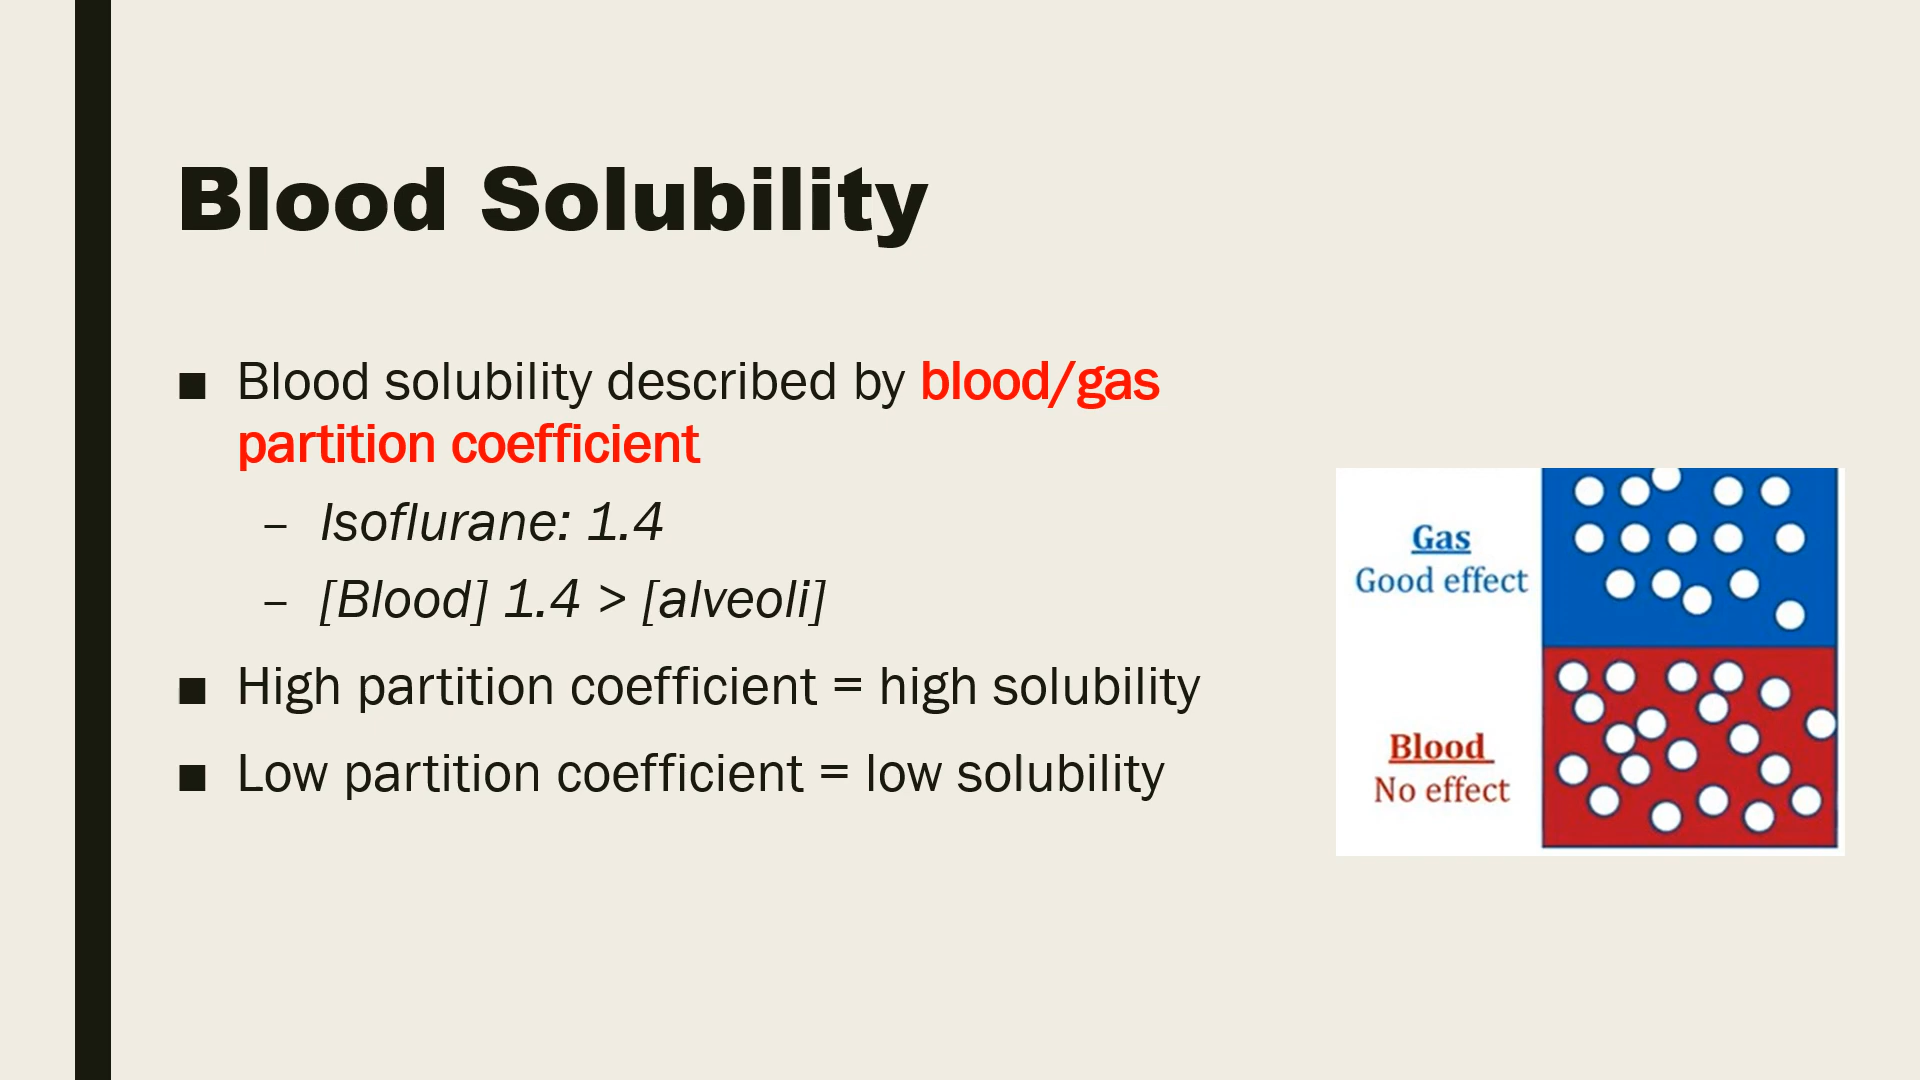 Blood Solubility
■ Blood solubility described by blood/gas
partition coefficient
– Isoflurane: 1.4
– [Blood] 1.4 > [alveoli]
■ High partition coefficient = high solubility
■ Low partition coefficient = low solubility
Gas
Good effect
Blood
No effect